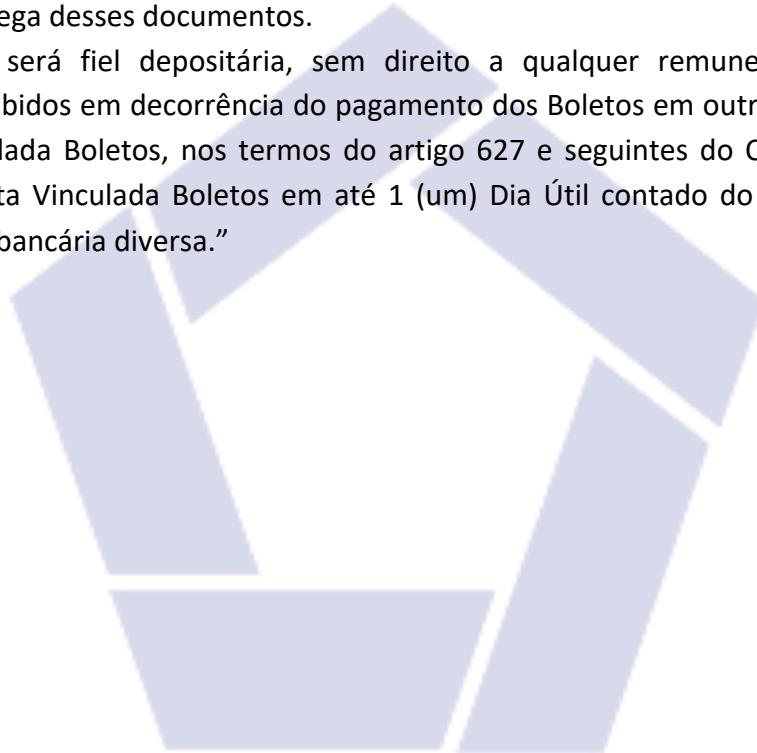 ega desses documentos.
será fiel depositária, sem direito a qualquer remune
bidos em decorrência do pagamento dos Boletos em outr
lada Boletos, nos termos do artigo 627 e seguintes do C
ta Vinculada Boletos em até 1 (um) Dia Útil contado do
bancária diversa.”